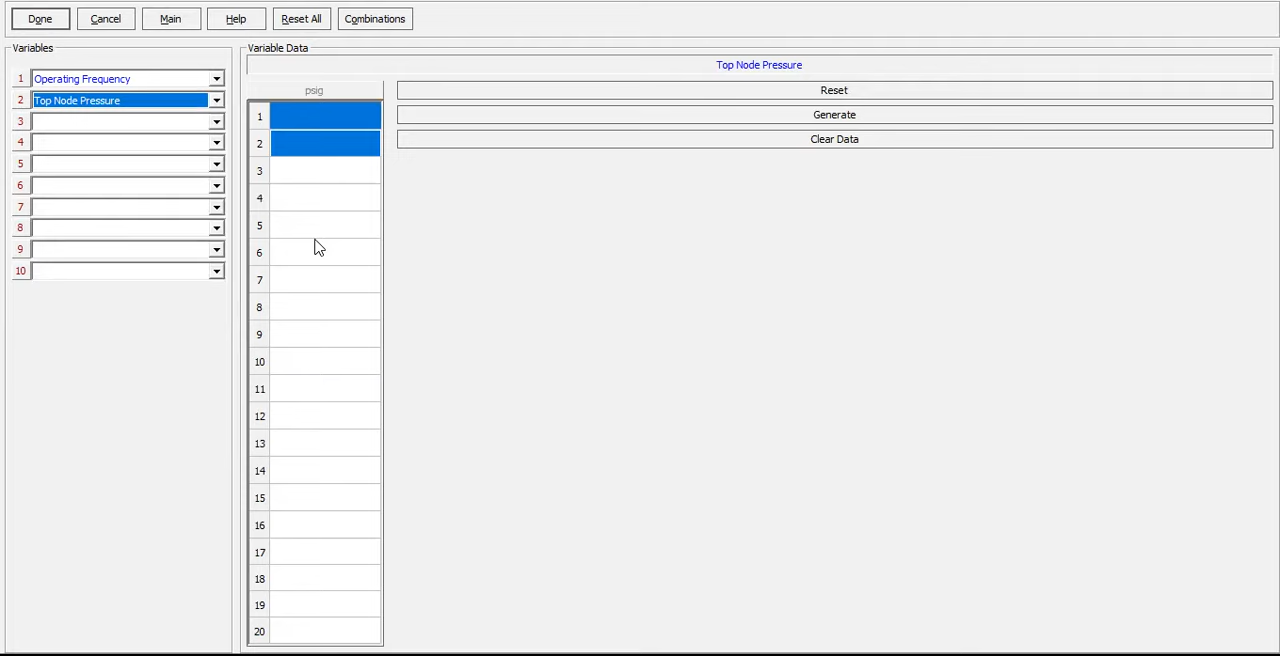 Done Cancel Main Help Reset All Combinations
Variables
1 Operating Frequency
2 Top Node Pressure
3
4
5
6
7
8
9
10
Variable Data
Top Node Pressure
psig
1
2
3
4
5
6
7
8
9
10
11
12
13
14
15
16
17
18
19
20
Reset
Generate
Clear Data